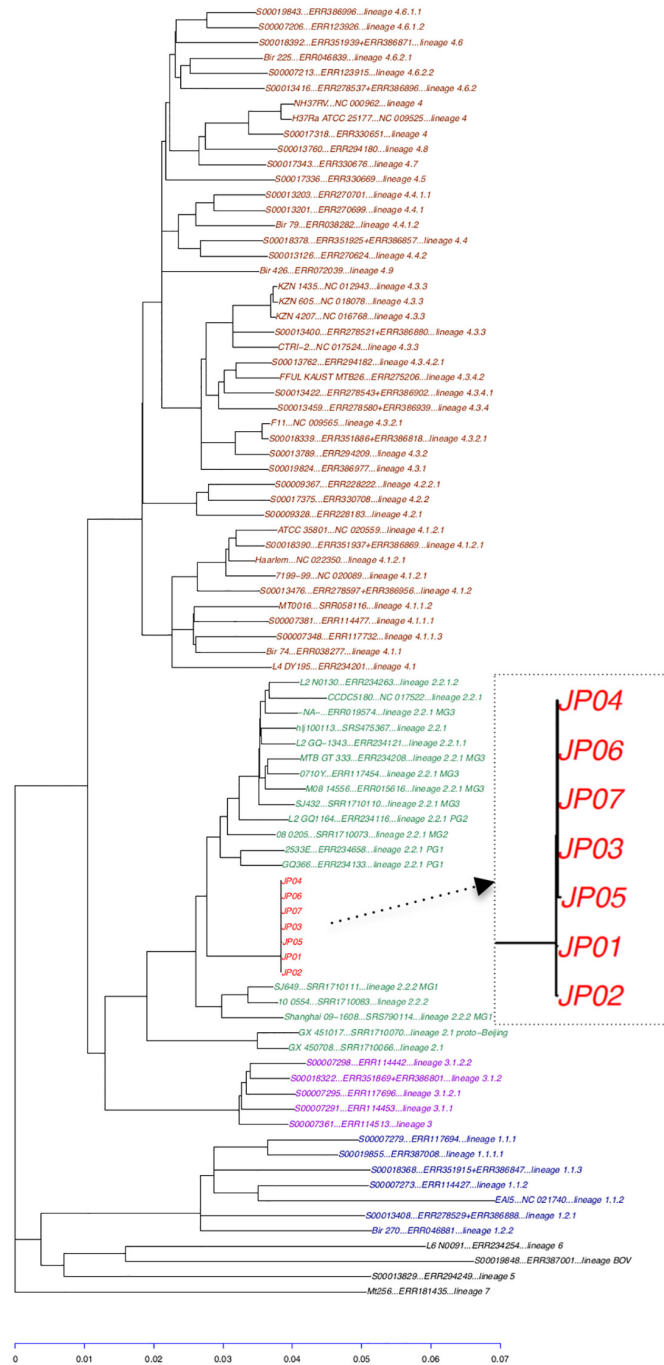 S00019843...ERR386996...lineage 4.6.1.1
S00007206...ERR123926...lineage 4.6.1.2
S00018392...ERR351939+ERR386871...lineage 4.6
Bir 225...ERR046839...lineage 4.6.2.1
S00007213...ERR123915...lineage 4.6.2.2
S00013416...ERR278537+ERR386896...lineage 4.6.2
NH37RV...NC 000962...lineage 4
H37Ra ATCC 25177...NC 009525...lineage 4
S00017318...ERR330651...lineage 4
S00013760...ERR294180...lineage 4.8
S00017343...ERR330676...lineage 4.7
S00017336...ERR330669...lineage 4.5
S00013203...ERR270701...lineage 4.4.1.1
S00013201...ERR270699...lineage 4.4.1
Bir 79...ERR038282...lineage 4.4.1.2
S00018378...ERR351925+ERR386857...lineage 4.4
S00013126...ERR270624...lineage 4.4.2
Bir 426...ERR072039...lineage 4.9
KZN 1435...NC 012943...lineage 4.3.3
KZN 605...NC 018078...lineage 4.3.3
KZN 4207...NC 016768...lineage 4.3.3
S00013400...ERR278521+ERR386880...lineage 4.3.3
CTRI-2...NC 017524...lineage 4.3.3
S00013762...ERR294182...lineage 4.3.4.2.1
FFUL KAUST MTB26...ERR275206...lineage 4.3.4.2
S00013422...ERR278543+ERR386902...lineage 4.3.4.1
S00013459...ERR278580+ERR386939...lineage 4.3.4
F11...NC 009565...lineage 4.3.2.1
S00018339...ERR351886+ERR386818...lineage 4.3.2.1
S00013789...ERR294209...lineage 4.3.2
S00019824...ERR386977...lineage 4.3.1
S00009367...ERR228222...lineage 4.2.2.1
S00017375...ERR330708...lineage 4.2.2
S00009328...ERR228183...lineage 4.2.1
ATCC 35801...NC 020559...lineage 4.1.2.1
S00018390...ERR351937+ERR386869...lineage 4.1.2.1
Haarlem...NC 022350...lineage 4.1.2.1
7199-99...NC 020089...lineage 4.1.2.1
S00013476...ERR278597+ERR386956...lineage 4.1.2
MT0016...SRR058116...lineage 4.1.1.2
S00007381...ERR114477...lineage 4.1.1.1
S00007348...ERR117732...lineage 4.1.1.3
Bir 74...ERR038277...lineage 4.1.1
L4 DY195...ERR234201...lineage 4.1
L2 N0130...ERR234263...lineage 2.2.1.2
CCDC5180...NC 017522...lineage 2.2.1
-NA-...ERR019574...lineage 2.2.1 MG3
hlj100113...SRS475367...lineage 2.2.1
L2 GQ-1343...ERR234121...lineage 2.2.1.1
MTB GT 333...ERR234208...lineage 2.2.1 MG3
0710Y...ERR117454...lineage 2.2.1 MG3
M08 14556...ERR015616...lineage 2.2.1 MG3
SJ432...SRR1710110...lineage 2.2.1 MG3
L2 GQ1164...ERR234116...lineage 2.2.1 PG2
08 0205...SRR1710073...lineage 2.2.1 MG2
2533E...ERR234658...lineage 2.2.1 PG1
GQ366...ERR234133...lineage 2.2.1 PG1
JP04
JP06
JP07
JP03
JP05
JP01
JP02
JP04
JP06
JP07
JP03
JP05
JP01
JP02
SJ649...SRR1710111...lineage 2.2.2 MG1
10 0554...SRR1710083...lineage 2.2.2
Shanghai 09-1608...SRS790114...lineage 2.2.2 MG1
GX 451017...SRR1710070...lineage 2.1 proto-Beijing
GX 450708...SRR1710066...lineage 2.1
S00007298...ERR114442...lineage 3.1.2.2
S00018322...ERR351869+ERR386801...lineage 3.1.2
S00007295...ERR117696...lineage 3.1.2.1
S00007291...ERR114453...lineage 3.1.1
S00007361...ERR114513...lineage 3
S00007279...ERR117694...lineage 1.1.1
S00019855...ERR387008...lineage 1.1.1.1
S00018368...ERR351915+ERR386847...lineage 1.1.3
S00007273...ERR114427...lineage 1.1.2
EAI5...NC 021740...lineage 1.1.2
S00013408...ERR278529+ERR386888...lineage 1.2.1
Bir 270...ERR046881...lineage 1.2.2
L6 N0091...ERR234254...lineage 6
S00019848...ERR387001...lineage BOV
S00013829...ERR294249...lineage 5
Mt256...ERR181435...lineage 7
0 0.01 0.02 0.03 0.04 0.05 0.06 0.07